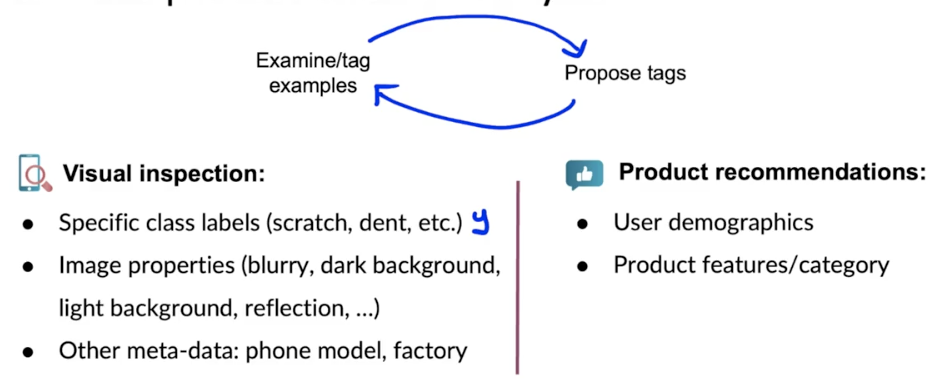 Examine/tag
examples
Propose tags
Visual inspection:
• Specific class labels (scratch, dent, etc.) y
• Image properties (blurry, dark background,
light background, reflection, ...)
• Other meta-data: phone model, factory
Product recommendations:
• User demographics
• Product features/category